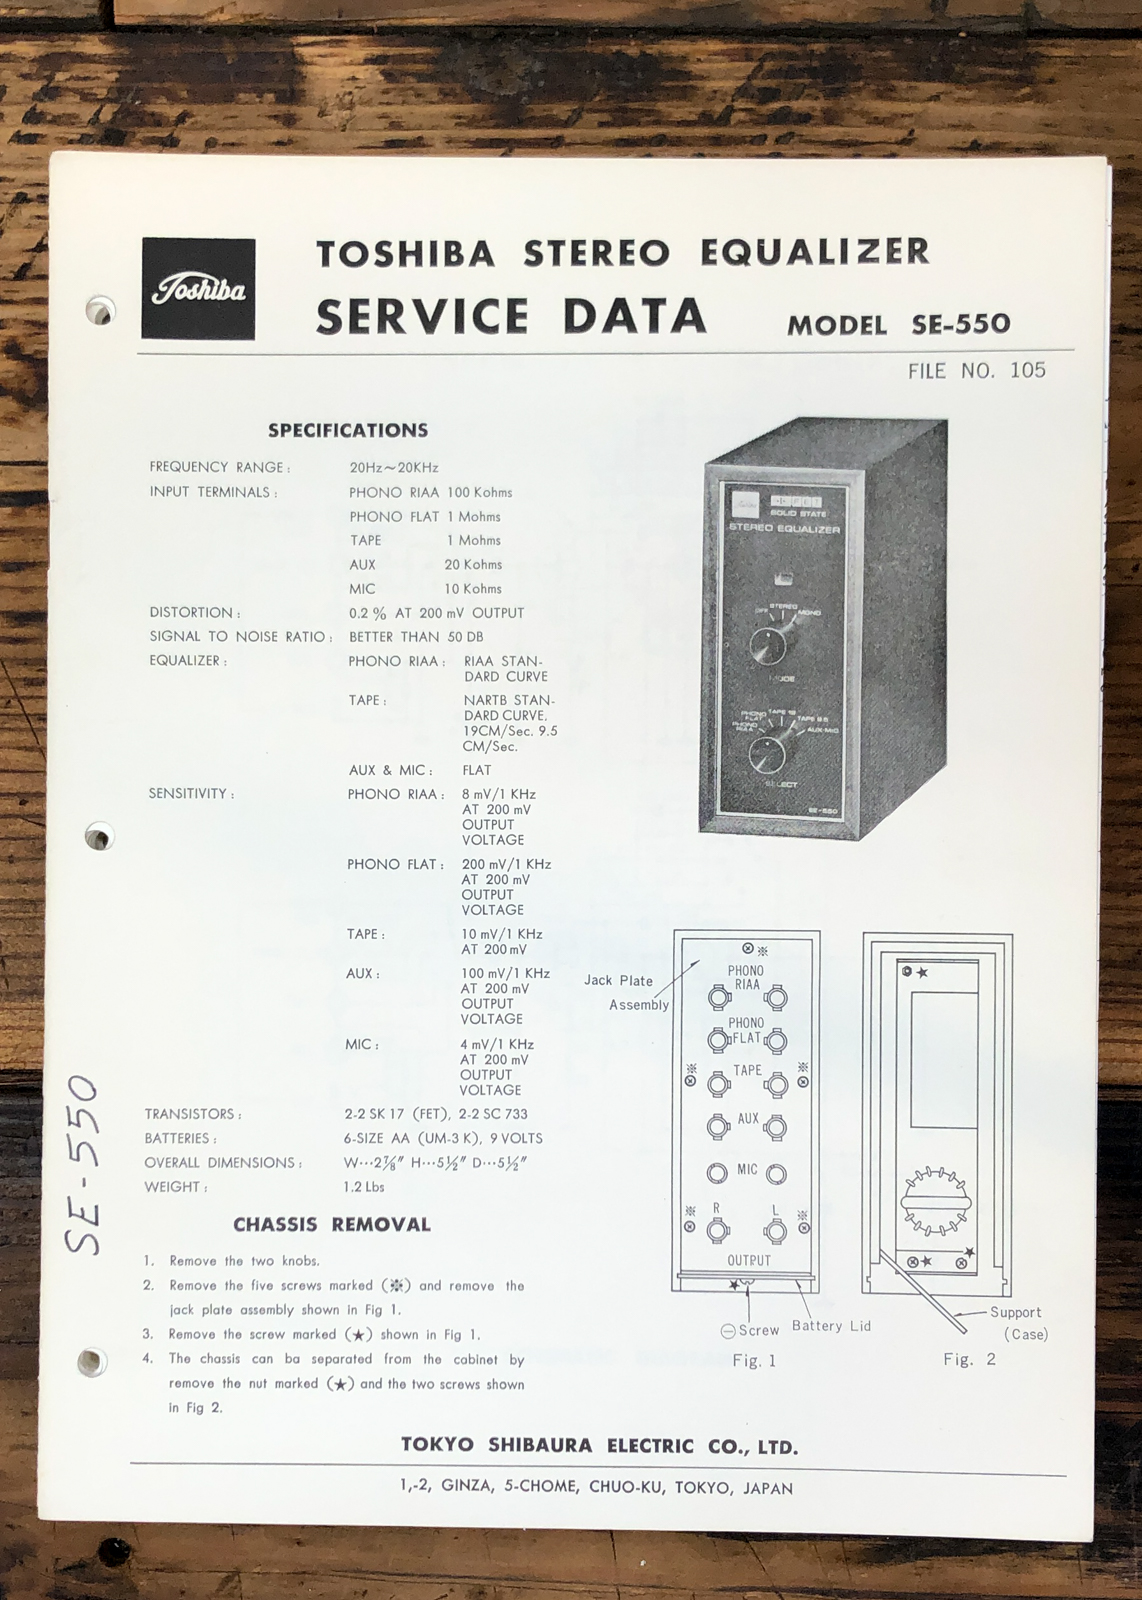 Toshiba
TOSHIBA STEREO EQUALIZER
SERVICE DATA MODEL SE-550
FILE NO. 105
SPECIFICATIONS
FREQUENCY RANGE: 20Hz~20KHz
INPUT TERMINALS: PHONO RIAA 100 Kohms
PHONO FLAT 1 Mohms
TAPE 1 Mohms
AUX 20 Kohms
MIC 10 Kohms
DISTORTION: 0.2 % AT 200 mV OUTPUT
SIGNAL TO NOISE RATIO: BETTER THAN 50 DB
EQUALIZER: PHONO RIAA: RIAA STAN-
DARD CURVE
TAPE: NARTB STAN-
DARD CURVE.
19CM/Sec. 9.5
CM/Sec.
AUX & MIC: FLAT
SENSITIVITY: PHONO RIAA: 8 mV/1 KHz
AT 200 mV
OUTPUT
VOLTAGE
PHONO FLAT: 200 mV/1 KHz
AT 200 mV
OUTPUT
VOLTAGE
TAPE: 10 mV/1 KHz
AT 200 mV
AUX: 100 mV/1 KHz
AT 200 mV
OUTPUT
VOLTAGE
MIC: 4 mV/1 KHz
AT 200 mV
OUTPUT
VOLTAGE
TRANSISTORS: 2-2 SK 17 (FET), 2-2 SC 733
BATTERIES: 6-SIZE AA (UM-3 K), 9 VOLTS
OVERALL DIMENSIONS: W···2⅞″ H···5½″ D···5½″
WEIGHT: 1.2 Lbs
CHASSIS REMOVAL
1. Remove the two knobs.
2. Remove the five screws marked (※) and remove the
jack plate assembly shown in Fig 1.
3. Remove the screw marked (★) shown in Fig 1.
4. The chassis can ba separated from the cabinet by
remove the nut marked (★) and the two screws shown
in Fig 2.
SE-550
Toshiba
SOLID STATE
STEREO EQUALIZER
OFF STEREO MONO
MODE
PHONO RIAA PHONO FLAT TAPE 19 TAPE 9.5 AUX·MIC
SELECT
SE-550
Jack Plate
Assembly
※
PHONO
RIAA
PHONO
FLAT
※ TAPE ※
AUX
MIC
※ R L ※
OUTPUT
★
⊖ Screw Battery Lid
Fig. 1
★
★ ★
Support
(Case)
Fig. 2
TOKYO SHIBAURA ELECTRIC CO., LTD.
1,-2, GINZA, 5-CHOME, CHUO-KU, TOKYO, JAPAN